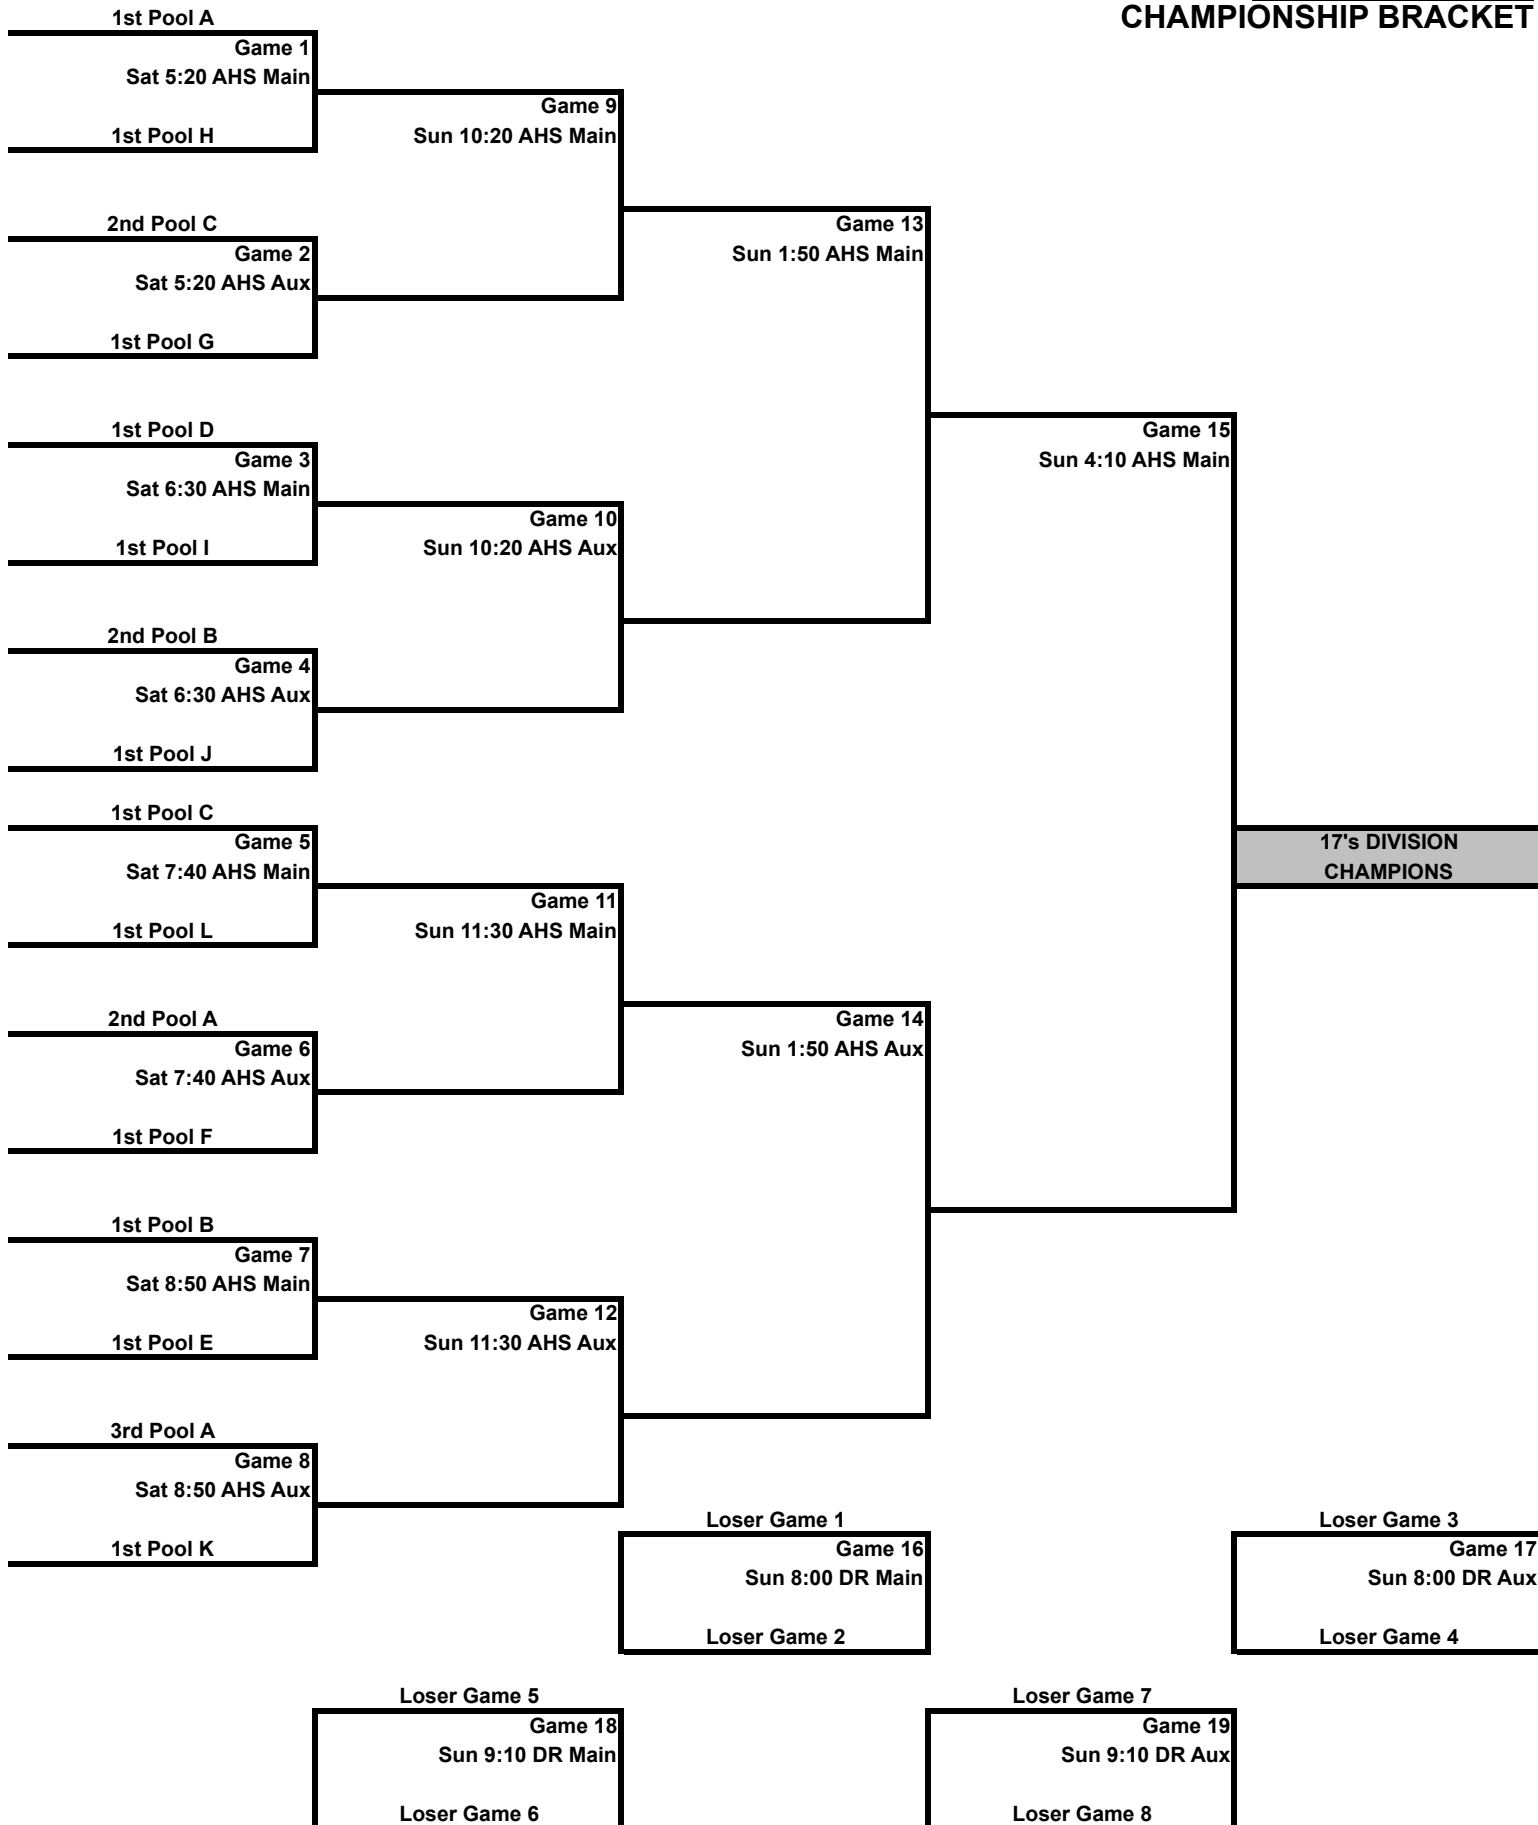 CHAMPIONSHIP BRACKET
1st Pool A
Game 1
Sat 5:20 AHS Main
1st Pool H
Game 9
Sun 10:20 AHS Main
2nd Pool C
Game 2
Sat 5:20 AHS Aux
1st Pool G
Game 13
Sun 1:50 AHS Main
1st Pool D
Game 3
Sat 6:30 AHS Main
1st Pool I
Game 10
Sun 10:20 AHS Aux
2nd Pool B
Game 4
Sat 6:30 AHS Aux
1st Pool J
Game 15
Sun 4:10 AHS Main
1st Pool C
Game 5
Sat 7:40 AHS Main
1st Pool L
Game 11
Sun 11:30 AHS Main
17's DIVISION
CHAMPIONS
2nd Pool A
Game 6
Sat 7:40 AHS Aux
1st Pool F
Game 14
Sun 1:50 AHS Aux
1st Pool B
Game 7
Sat 8:50 AHS Main
1st Pool E
Game 12
Sun 11:30 AHS Aux
3rd Pool A
Game 8
Sat 8:50 AHS Aux
1st Pool K
Loser Game 1
Game 16
Sun 8:00 DR Main
Loser Game 2
Loser Game 3
Game 17
Sun 8:00 DR Aux
Loser Game 4
Loser Game 5
Game 18
Sun 9:10 DR Main
Loser Game 6
Loser Game 7
Game 19
Sun 9:10 DR Aux
Loser Game 8